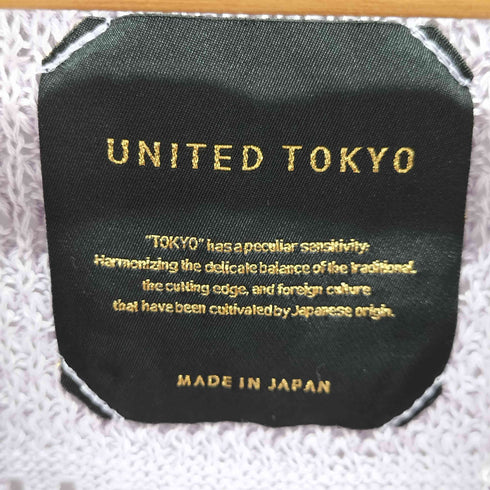 UNITED TOKYO
"TOKYO" has a peculiar sensitivity.
Harmonizing the delicate balance of the traditional,
the cutting edge, and foreign culture
that have been cultivated by Japanese origin.
MADE IN JAPAN